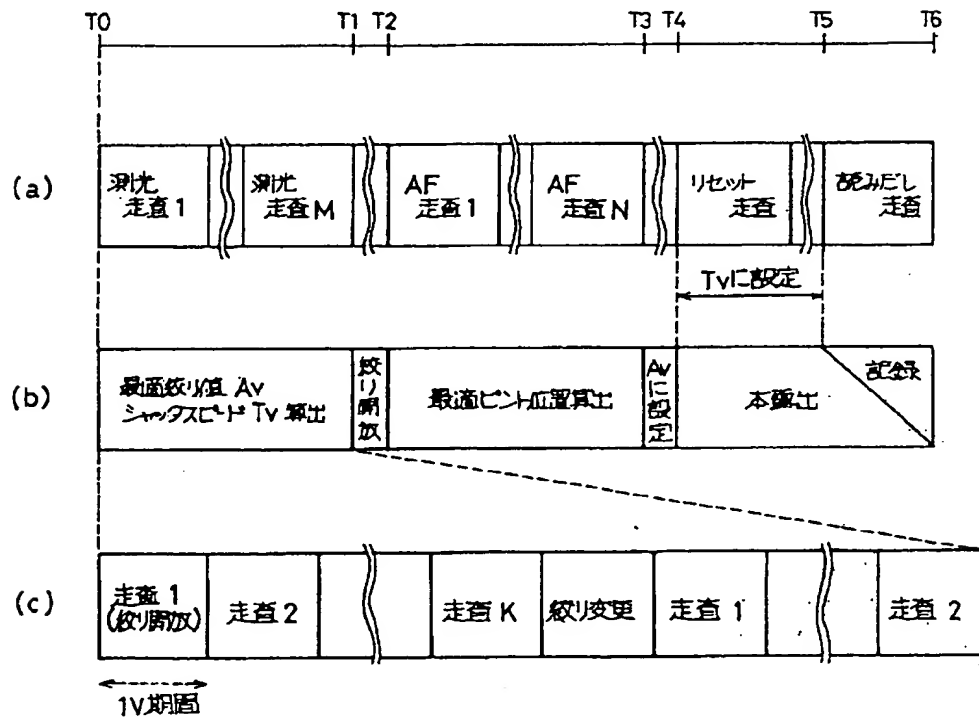 T0 T1 T2 T3 T4 T5 T6
(a)
測光
走査 1
測光
走査 M
AF
走査 1
AF
走査 N
リセット
走査
読みだし
走査
Tvに設定
(b)
最適絞り値 Av
シャッタスピード Tv 算出
絞り開放
最適ピント位置算出
Avに設定
本露出
記録
(c)
走査 1
(絞り開放)
走査 2
走査 K
絞り変更
走査 1
走査 2
1V期間